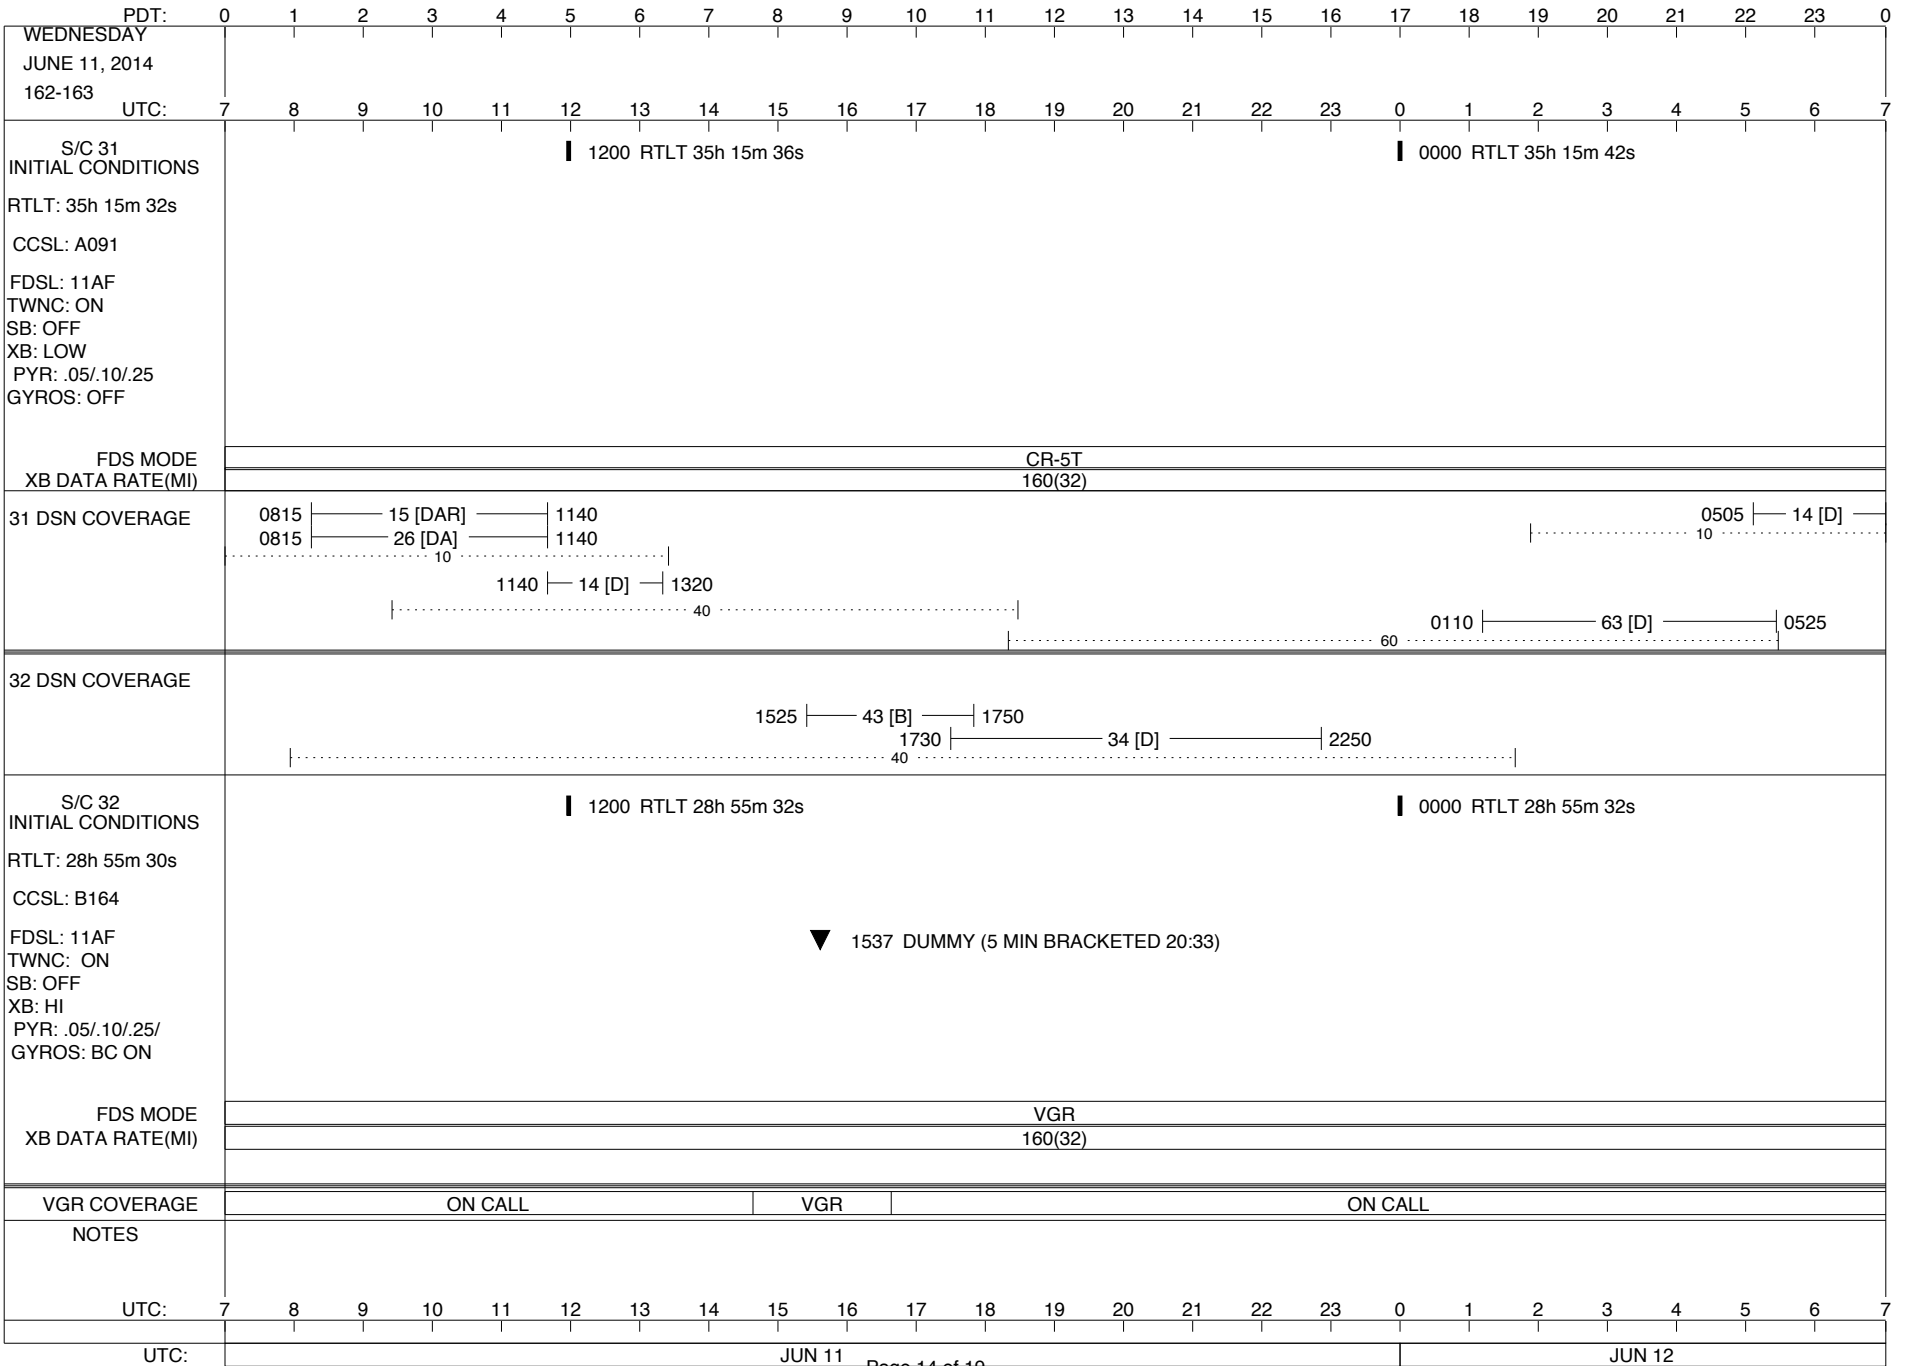 PDT: 0 1 2 3 4 5 6 7 8 9 10 11 12 13 14 15 16 17 18 19 20 21 22 23 0
WEDNESDAY
JUNE 11, 2014
162-163
UTC: 7 8 9 10 11 12 13 14 15 16 17 18 19 20 21 22 23 0 1 2 3 4 5 6 7
S/C 31
INITIAL CONDITIONS
1200 RTLT 35h 15m 36s
0000 RTLT 35h 15m 42s
RTLT: 35h 15m 32s
CCSL: A091
FDSL: 11AF
TWNC: ON
SB: OFF
XB: LOW
PYR: .05/.10/.25
GYROS: OFF
FDS MODE CR-5T
XB DATA RATE(MI) 160(32)
31 DSN COVERAGE
0815 15 [DAR] 1140
0505 14 [D]
0815 26 [DA] 1140
10
10
1140 14 [D] 1320
40
0110 63 [D] 0525
60
32 DSN COVERAGE
1525 43 [B] 1750
1730 34 [D] 2250
40
S/C 32
INITIAL CONDITIONS
1200 RTLT 28h 55m 32s
0000 RTLT 28h 55m 32s
RTLT: 28h 55m 30s
CCSL: B164
FDSL: 11AF
1537 DUMMY (5 MIN BRACKETED 20:33)
TWNC: ON
SB: OFF
XB: HI
PYR: .05/.10/.25/
GYROS: BC ON
FDS MODE VGR
XB DATA RATE(MI) 160(32)
VGR COVERAGE ON CALL VGR ON CALL
NOTES
UTC: 7 8 9 10 11 12 13 14 15 16 17 18 19 20 21 22 23 0 1 2 3 4 5 6 7
UTC: JUN 11 JUN 12
Page 14 of 19